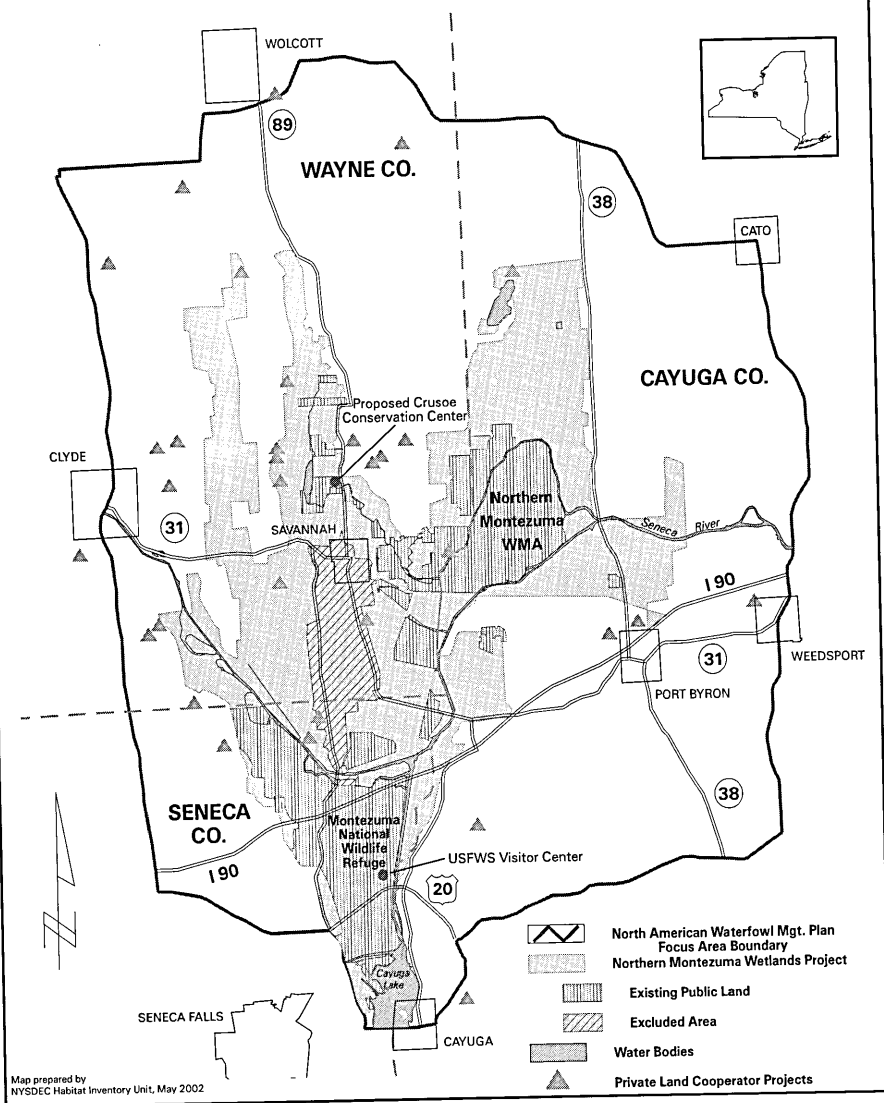 WOLCOTT
89
WAYNE CO.
38
CATO
CAYUGA CO.
Proposed Crusoe
Conservation Center
CLYDE
31
SAVANNAH
Northern
Montezuma
WMA
Seneca River
I 90
WEEDSPORT
31
PORT BYRON
38
SENECA
CO.
I 90
Montezuma
National
Wildlife
Refuge
USFWS Visitor Center
20
Cayuga
Lake
SENECA FALLS
CAYUGA
N
North American Waterfowl Mgt. Plan
Focus Area Boundary
Northern Montezuma Wetlands Project
Existing Public Land
Excluded Area
Water Bodies
Private Land Cooperator Projects
Map prepared by
NYSDEC Habitat Inventory Unit, May 2002